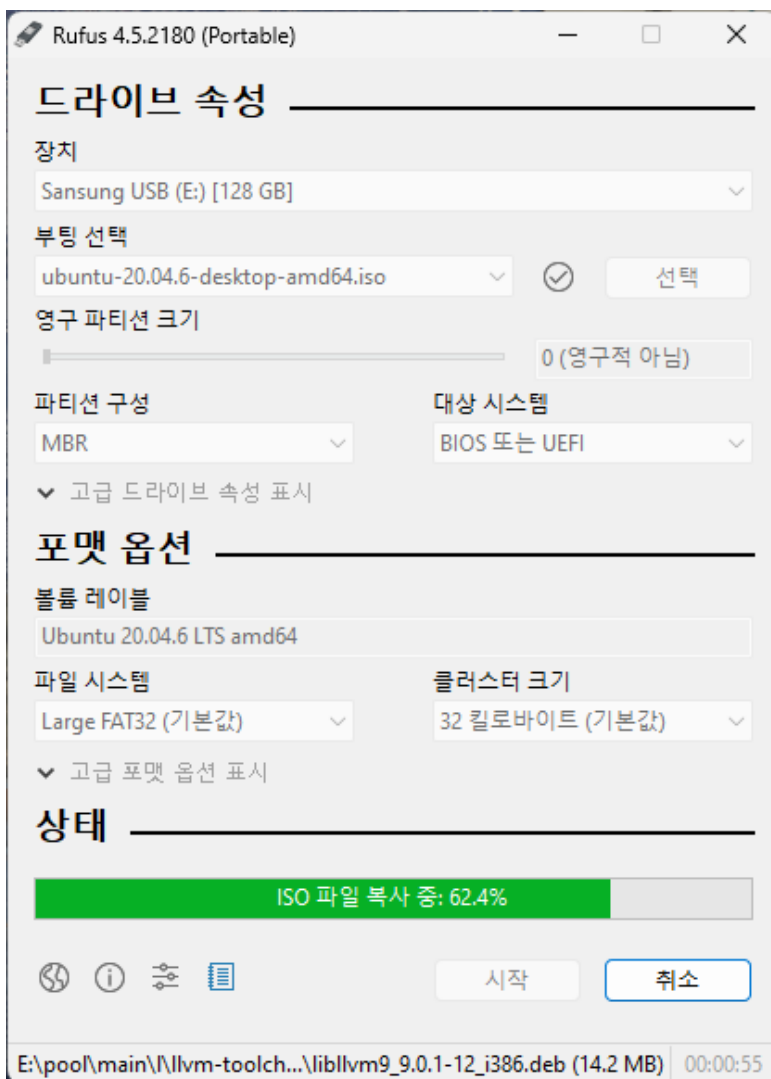 Rufus 4.5.2180 (Portable)
드라이브 속성
장치
Sansung USB (E:) [128 GB]
부팅 선택
ubuntu-20.04.6-desktop-amd64.iso
선택
영구 파티션 크기
0 (영구적 아님)
파티션 구성
대상 시스템
MBR
BIOS 또는 UEFI
고급 드라이브 속성 표시
포맷 옵션
볼륨 레이블
Ubuntu 20.04.6 LTS amd64
파일 시스템
클러스터 크기
Large FAT32 (기본값)
32 킬로바이트 (기본값)
고급 포맷 옵션 표시
상태
ISO 파일 복사 중: 62.4%
시작
취소
E:\pool\main\l\llvm-toolch...\libllvm9_9.0.1-12_i386.deb (14.2 MB)
00:00:55